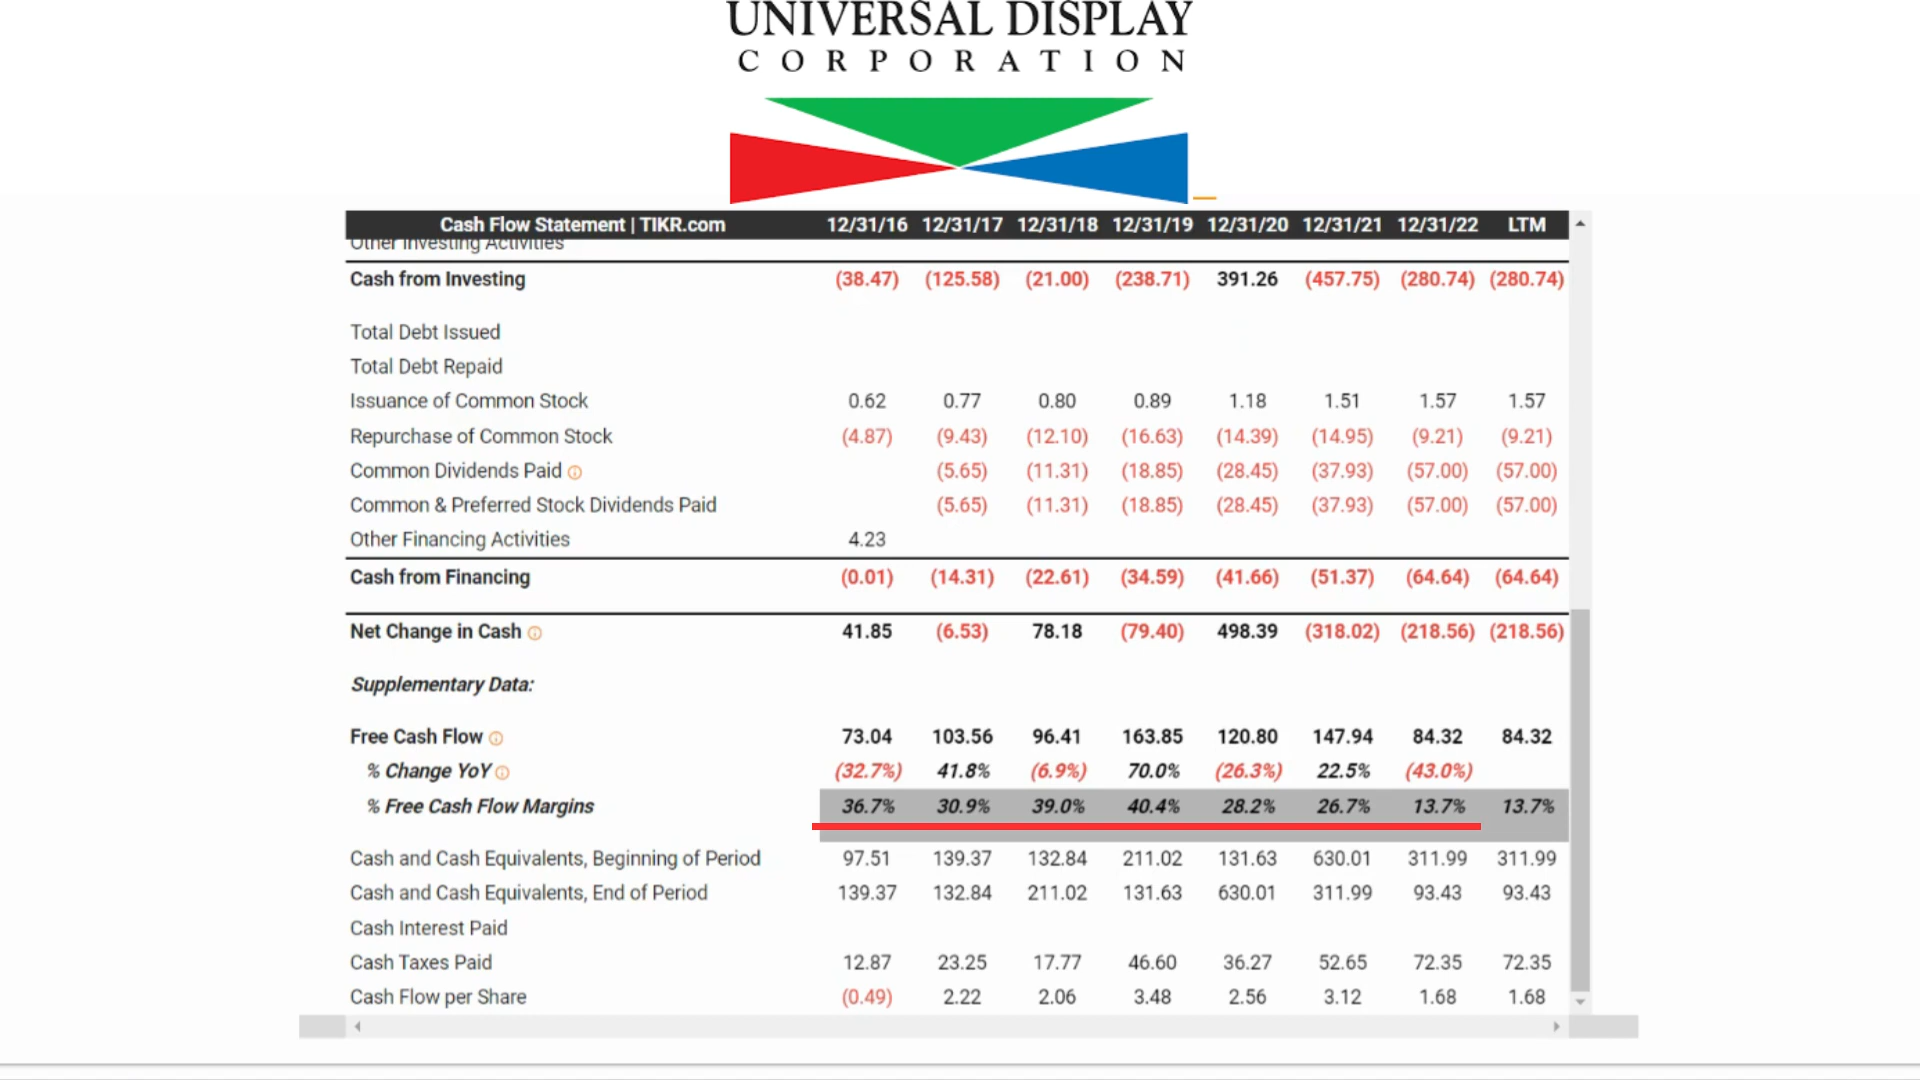 UNIVERSAL DISPLAY
CORPORATION
Cash Flow Statement | TIKR.com 12/31/16 12/31/17 12/31/18 12/31/19 12/31/20 12/31/21 12/31/22 LTM
Other Investing Activities
Cash from Investing (38.47) (125.58) (21.00) (238.71) 391.26 (457.75) (280.74) (280.74)
Total Debt Issued
Total Debt Repaid
Issuance of Common Stock 0.62 0.77 0.80 0.89 1.18 1.51 1.57 1.57
Repurchase of Common Stock (4.87) (9.43) (12.10) (16.63) (14.39) (14.95) (9.21) (9.21)
Common Dividends Paid (5.65) (11.31) (18.85) (28.45) (37.93) (57.00) (57.00)
Common & Preferred Stock Dividends Paid (5.65) (11.31) (18.85) (28.45) (37.93) (57.00) (57.00)
Other Financing Activities 4.23
Cash from Financing (0.01) (14.31) (22.61) (34.59) (41.66) (51.37) (64.64) (64.64)
Net Change in Cash 41.85 (6.53) 78.18 (79.40) 498.39 (318.02) (218.56) (218.56)
Supplementary Data:
Free Cash Flow 73.04 103.56 96.41 163.85 120.80 147.94 84.32 84.32
% Change YoY (32.7%) 41.8% (6.9%) 70.0% (26.3%) 22.5% (43.0%)
% Free Cash Flow Margins 36.7% 30.9% 39.0% 40.4% 28.2% 26.7% 13.7% 13.7%
Cash and Cash Equivalents, Beginning of Period 97.51 139.37 132.84 211.02 131.63 630.01 311.99 311.99
Cash and Cash Equivalents, End of Period 139.37 132.84 211.02 131.63 630.01 311.99 93.43 93.43
Cash Interest Paid
Cash Taxes Paid 12.87 23.25 17.77 46.60 36.27 52.65 72.35 72.35
Cash Flow per Share (0.49) 2.22 2.06 3.48 2.56 3.12 1.68 1.68